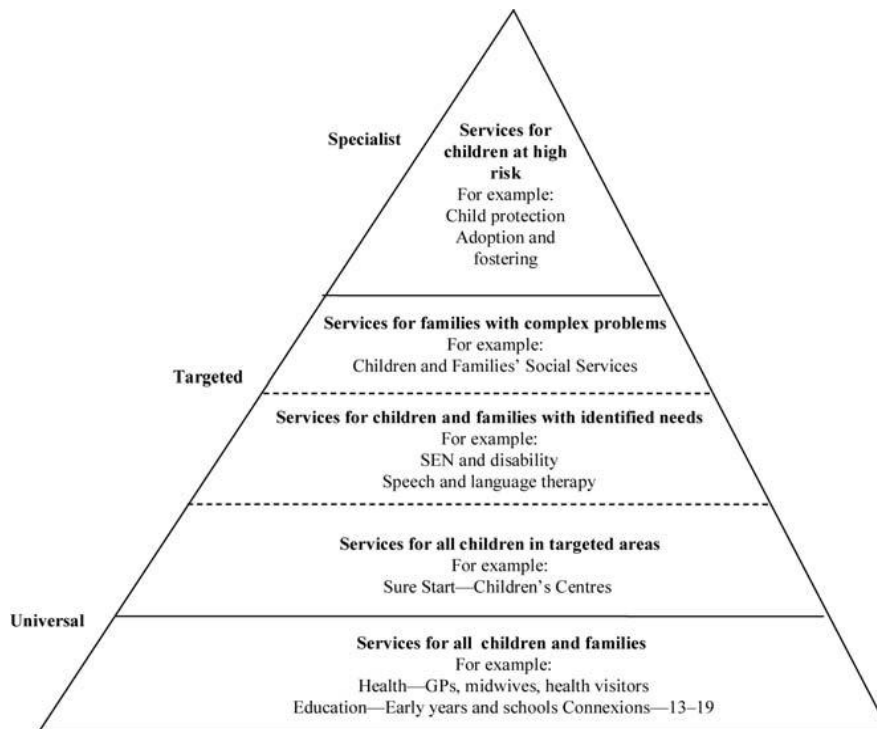 Specialist
Services for
children at high
risk
For example:
Child protection
Adoption and
fostering
Services for families with complex problems
For example:
Children and Families’ Social Services
Targeted
Services for children and families with identified needs
For example:
SEN and disability
Speech and language therapy
Services for all children in targeted areas
For example:
Sure Start—Children’s Centres
Universal
Services for all children and families
For example:
Health—GPs, midwives, health visitors
Education—Early years and schools Connexions—13–19